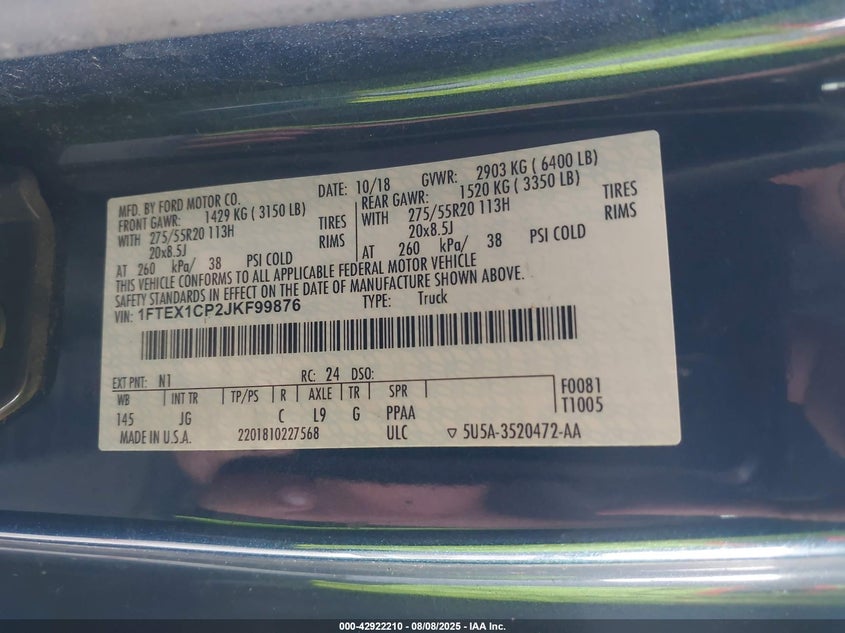 MFD. BY FORD MOTOR CO. DATE: 10/18 GVWR: 2903 KG ( 6400 LB)
FRONT GAWR: 1429 KG ( 3150 LB) REAR GAWR: 1520 KG ( 3350 LB)
WITH 275/55R20 113H TIRES WITH 275/55R20 113H TIRES
20x8.5J RIMS 20x8.5J RIMS
AT 260 kPa/ 38 PSI COLD AT 260 kPa/ 38 PSI COLD
THIS VEHICLE CONFORMS TO ALL APPLICABLE FEDERAL MOTOR VEHICLE
SAFETY STANDARDS IN EFFECT ON THE DATE OF MANUFACTURE SHOWN ABOVE.
VIN: 1FTEX1CP2JKF99876 TYPE: Truck
EXT PNT: N1 RC: 24 DSO:
WB INT TR TP/PS R AXLE TR SPR F0081
145 JG C L9 G PPAA T1005
MADE IN U.S.A. 2201810227568 ULC ▽ 5U5A-3520472-AA
000-42922210 - 08/08/2025 - IAA Inc.